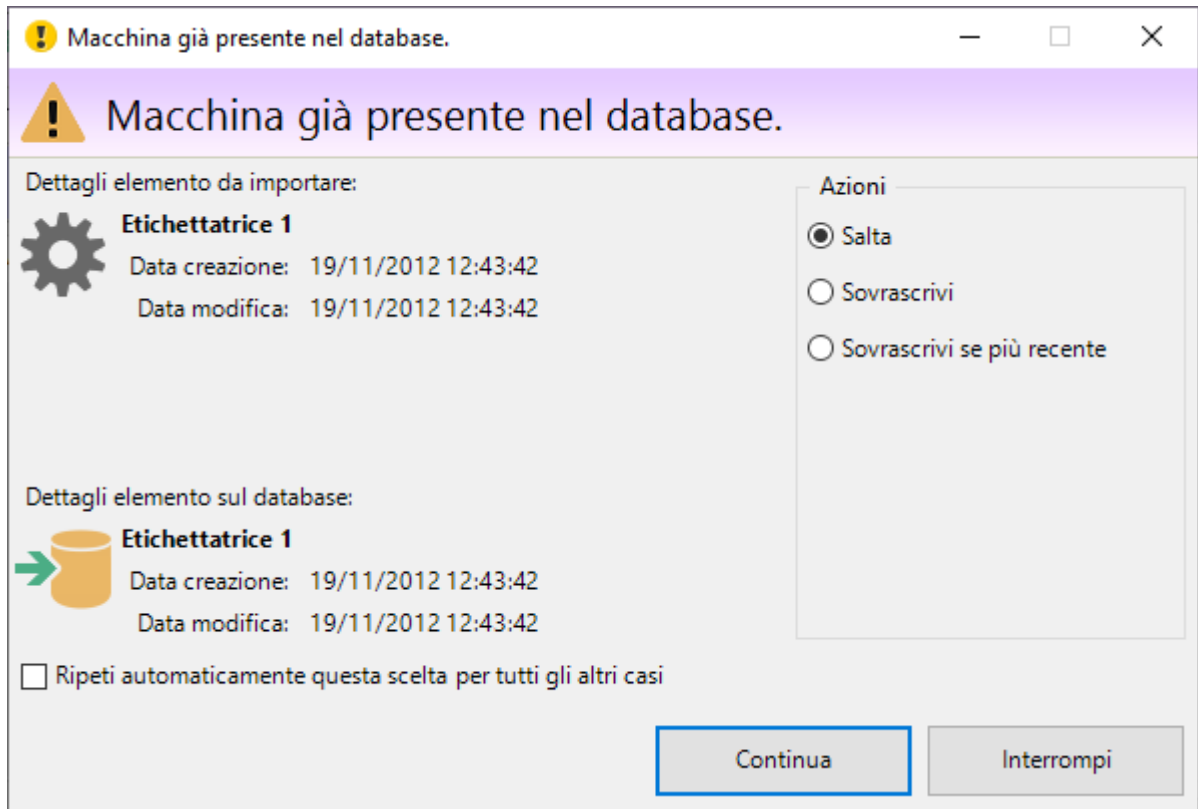 Macchina già presente nel database.
Macchina già presente nel database.
Dettagli elemento da importare:
Etichettatrice 1
Data creazione: 19/11/2012 12:43:42
Data modifica: 19/11/2012 12:43:42
Dettagli elemento sul database:
Etichettatrice 1
Data creazione: 19/11/2012 12:43:42
Data modifica: 19/11/2012 12:43:42
Azioni
Salta
Sovrascrivi
Sovrascrivi se più recente
Ripeti automaticamente questa scelta per tutti gli altri casi
Continua
Interrompi